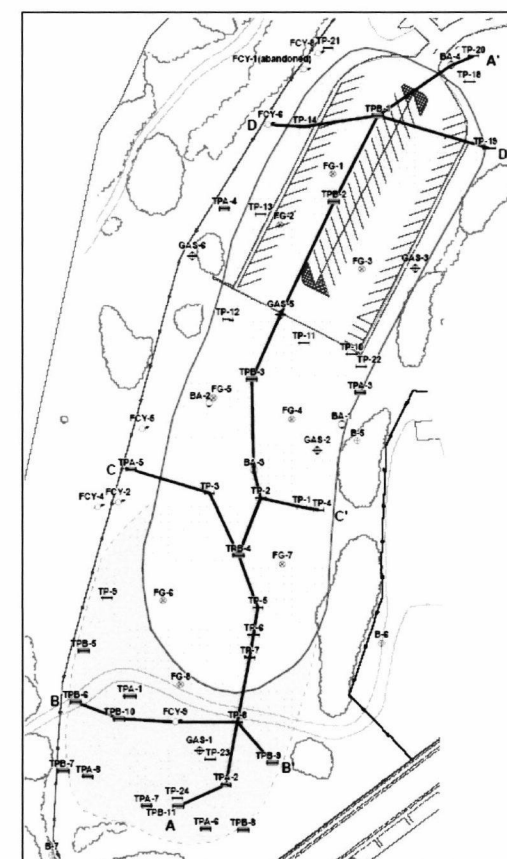 FCY-8 TP-21
FCY-1(abandoned)
BA-4 TP-20
A'
TP-18
D FCY-6 TP-14
TP-19
D
FG-1
TPB-2
TPA-4 TP-13
FG-2
GAS-6
FG-3 GAS-3
GAS-5
TP-12
TP-11
TP-10
TP-22
TPB-3
TPA-3
BA-2 FG-5
FG-4
FCY-5
BA-1
B-5
GAS-2
C TPA-5
BA-3
TP-3
TP-2 TP-1 TP-4
FCY-4 FCY-2
C'
TPB-4
FG-7
TP-9 FG-6
TP-5
TP-6
TPB-5
TP-7
B-6
FG-8
B TPB-6 TPA-1
TPB-10 FCY-9 TP-8
GAS-1
TP-23
TPB-9
B'
TPB-7 TPA-8
TPA-2
TP-24
TPA-7
TPB-11
A
TPA-6 TPB-8
B-7